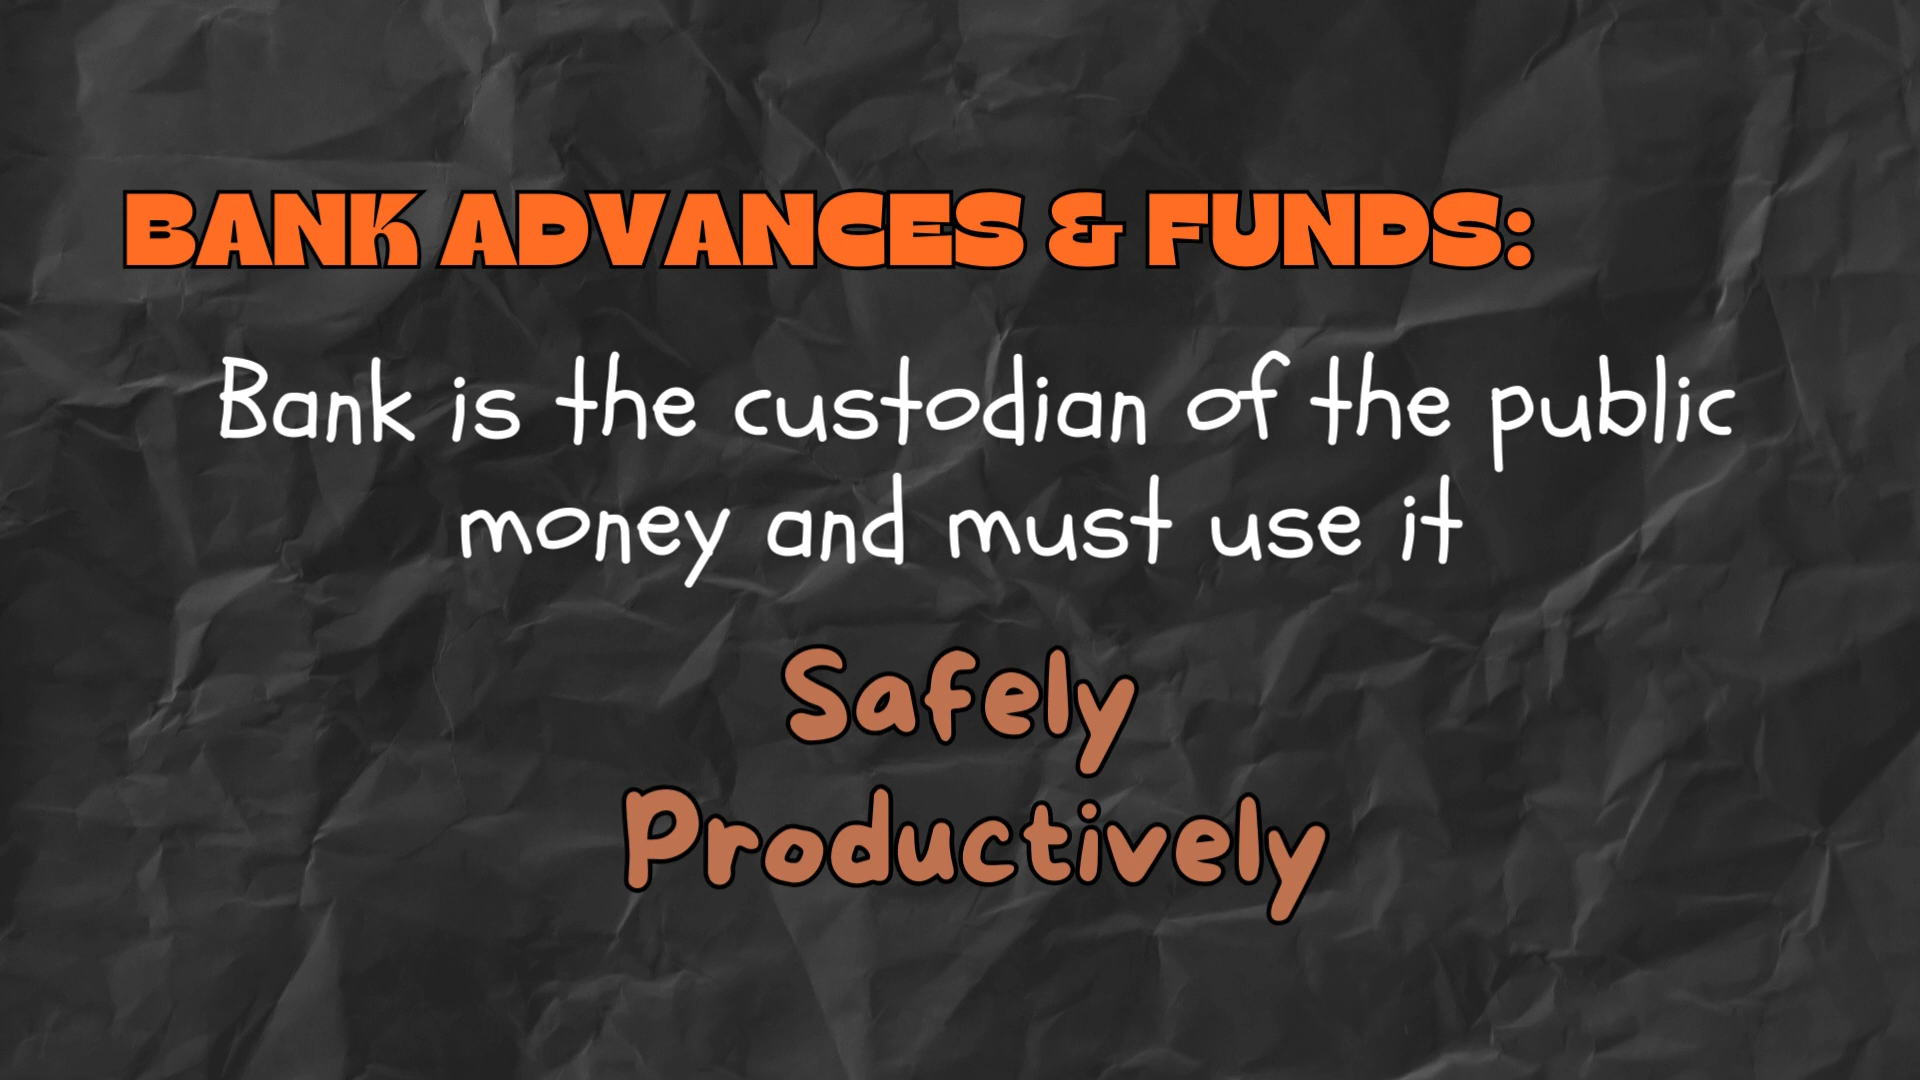 BANK ADVANCES & FUNDS:
Bank is the custodian of the public
money and must use it
Safely
Productively